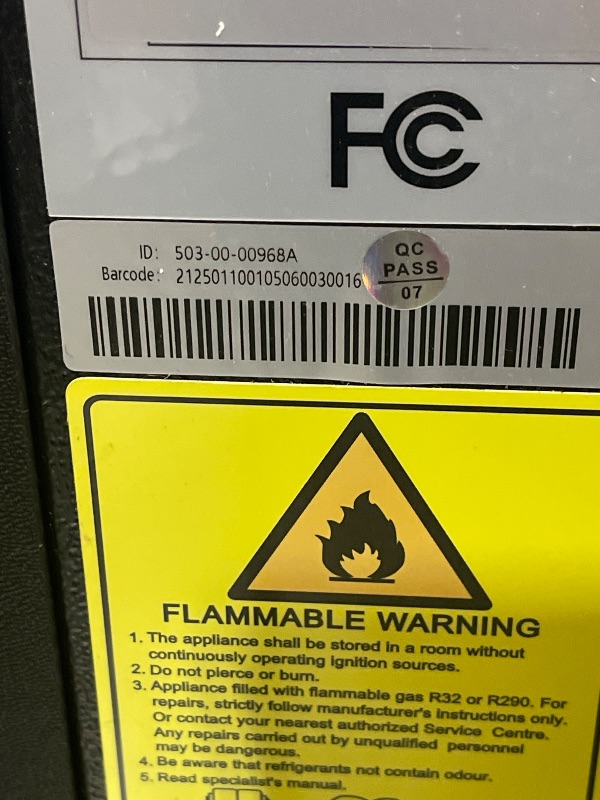 FC
ID: 503-00-00968A
Barcode: 212501100105060030016
QC
PASS
07
FLAMMABLE WARNING
1. The appliance shall be stored in a room without
continuously operating ignition sources.
2. Do not pierce or burn.
3. Appliance filled with flammable gas R32 or R290. For
repairs, strictly follow manufacturer's instructions only.
Or contact your nearest authorized Service Centre.
Any repairs carried out by unqualified personnel
may be dangerous.
4. Be aware that refrigerants not contain odour.
5. Read specialist's manual.